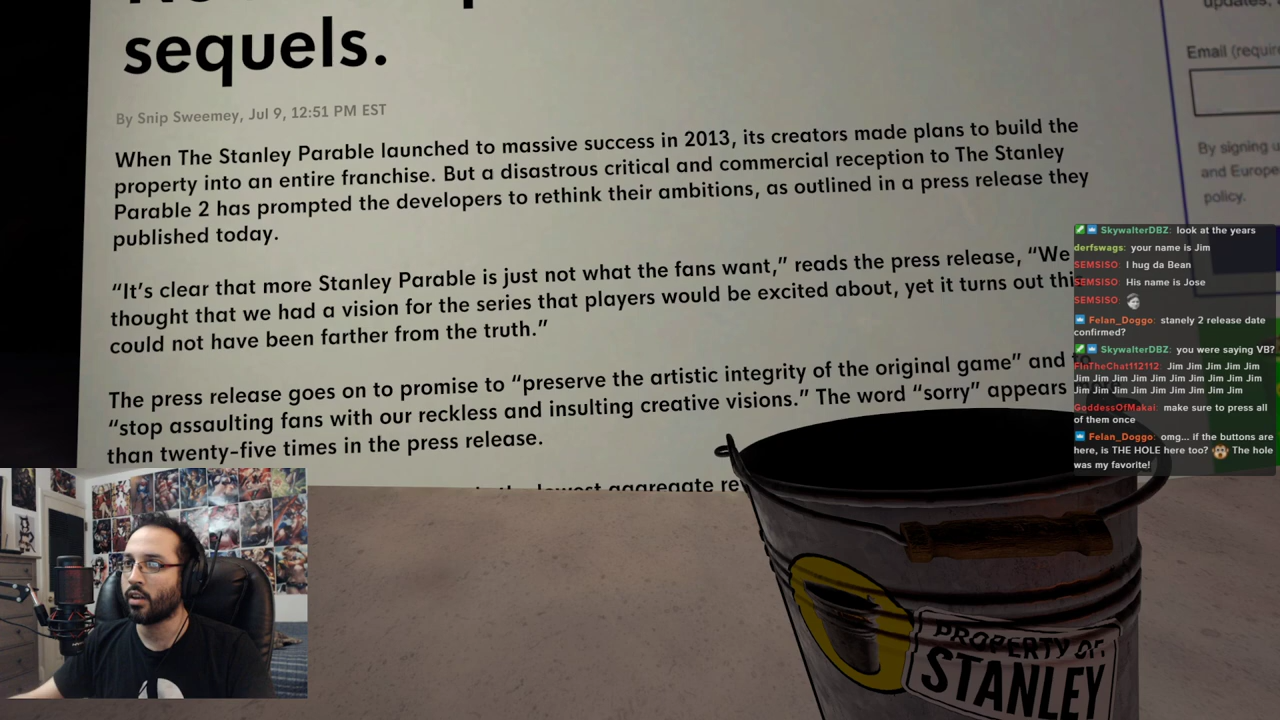 sequels.
By Snip Sweemey, Jul 9, 12:51 PM EST
When The Stanley Parable launched to massive success in 2013, its creators made plans to build the
property into an entire franchise. But a disastrous critical and commercial reception to The Stanley
Parable 2 has prompted the developers to rethink their ambitions, as outlined in a press release they
published today.
“It’s clear that more Stanley Parable is just not what the fans want,” reads the press release, “We
thought that we had a vision for the series that players would be excited about, yet it turns out this
could not have been farther from the truth.”
The press release goes on to promise to “preserve the artistic integrity of the original game” and to
“stop assaulting fans with our reckless and insulting creative visions.” The word “sorry” appears
than twenty-five times in the press release.
lowest aggregate
updates,
Email
By signing
and Europe
policy.
SkywalterDBZ: look at the years
derfswags: your name is Jim
SEMSISO: I hug da Bean
SEMSISO: His name is Jose
SEMSISO:
Felan_Doggo: stanely 2 release date
confirmed?
SkywalterDBZ: you were saying VB?
FInTheChat112112: Jim Jim Jim Jim Jim
Jim Jim Jim Jim Jim Jim Jim Jim Jim Jim
Jim Jim Jim Jim Jim Jim Jim Jim Jim
GoddessOfMakai: make sure to press all
of them once
Felan_Doggo: omg... if the buttons are
here, is THE HOLE here too? The hole
was my favorite!
PROPERTY OF
STANLEY